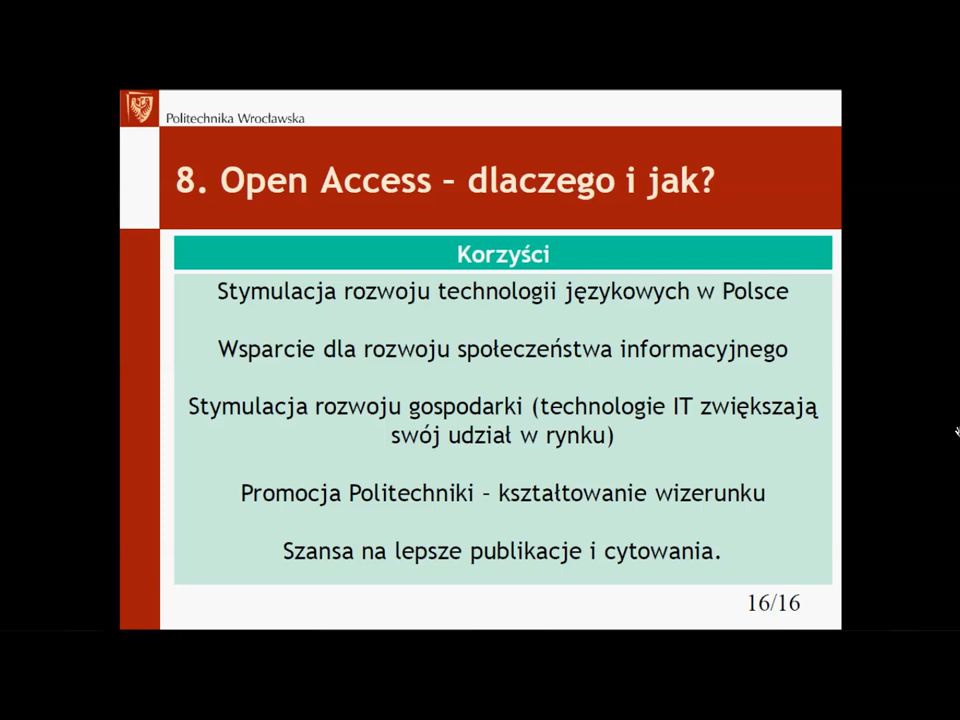 Politechnika Wrocławska
8. Open Access – dlaczego i jak?
Korzyści
Stymulacja rozwoju technologii językowych w Polsce
Wsparcie dla rozwoju społeczeństwa informacyjnego
Stymulacja rozwoju gospodarki (technologie IT zwiększają
swój udział w rynku)
Promocja Politechniki – kształtowanie wizerunku
Szansa na lepsze publikacje i cytowania.
16/16